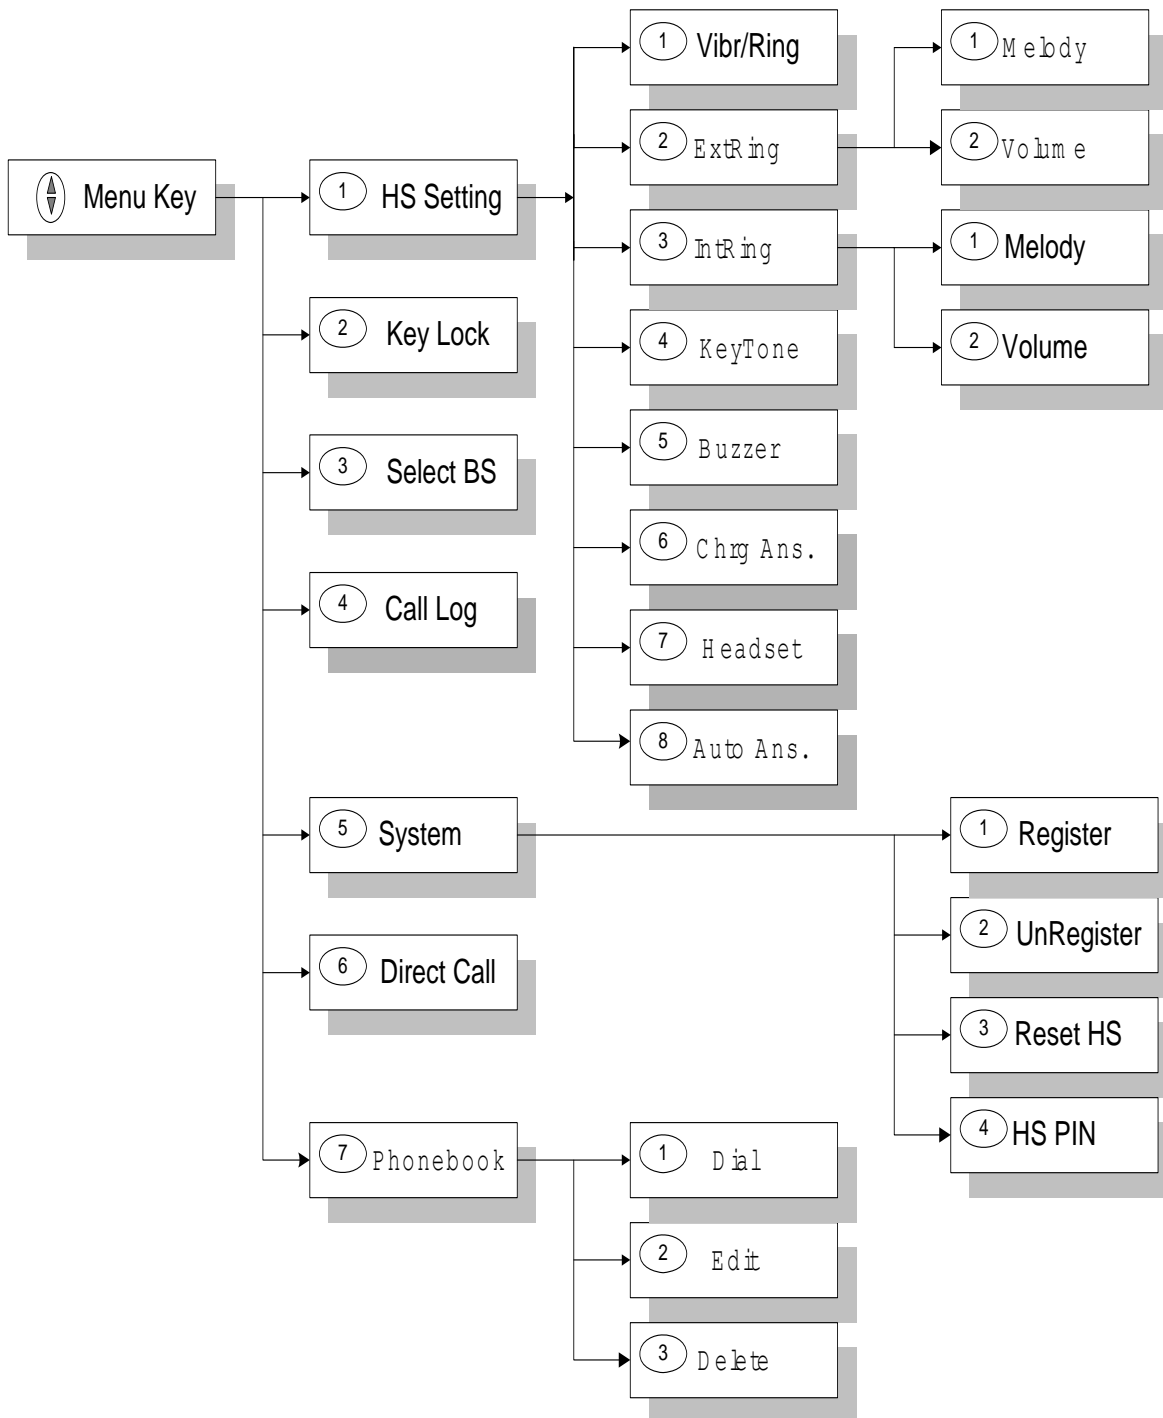 Menu Key
1 HS Setting
2 Key Lock
3 Select BS
4 Call Log
5 System
6 Direct Call
7 Phonebook
1 Vibr/Ring
2 ExtRing
3 IntRing
4 KeyTone
5 Buzzer
6 Chrg Ans.
7 Headset
8 Auto Ans.
1 Melody
2 Volume
1 Melody
2 Volume
1 Register
2 UnRegister
3 Reset HS
4 HS PIN
1 Dial
2 Edit
3 Delete